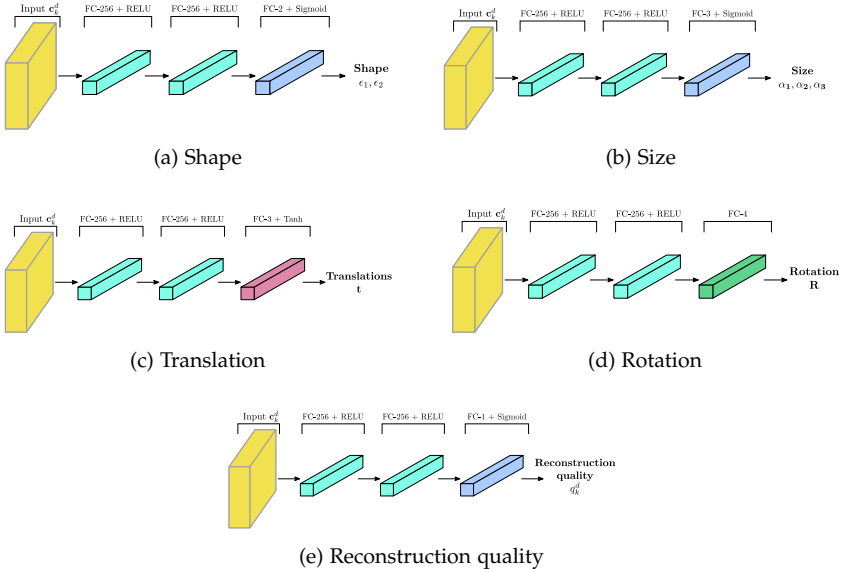 Input c_k^d FC-256 + RELU FC-256 + RELU FC-2 + Sigmoid
Shape
ϵ1, ϵ2
(a) Shape
Input c_k^d FC-256 + RELU FC-256 + RELU FC-3 + Sigmoid
Size
α1, α2, α3
(b) Size
Input c_k^d FC-256 + RELU FC-256 + RELU FC-3 + Tanh
Translations
t
(c) Translation
Input c_k^d FC-256 + RELU FC-256 + RELU FC-4
Rotation
R
(d) Rotation
Input c_k^d FC-256 + RELU FC-256 + RELU FC-1 + Sigmoid
Reconstruction
quality
q_k^d
(e) Reconstruction quality